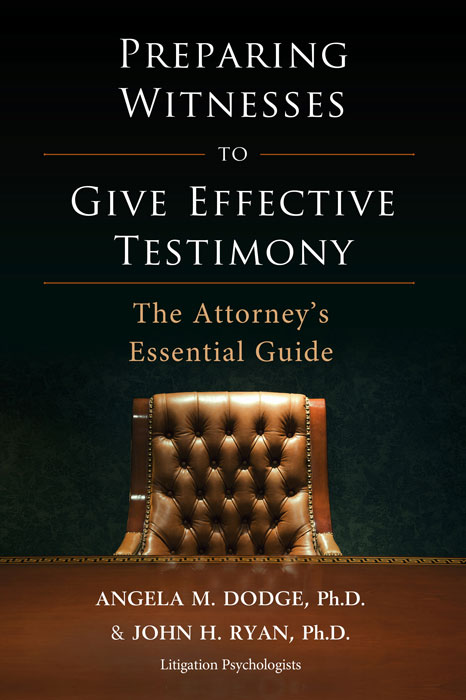 PREPARING
WITNESSES
TO
GIVE EFFECTIVE
TESTIMONY
The Attorney's
Essential Guide
ANGELA M. DODGE, Ph.D.
& JOHN H. RYAN, Ph.D.
Litigation Psychologists